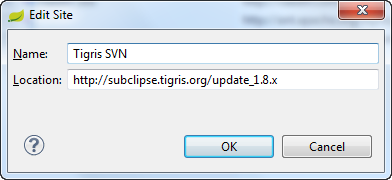 Edit Site
Name: Tigris SVN
Location: http://subclipse.tigris.org/update_1.8.x
OK Cancel